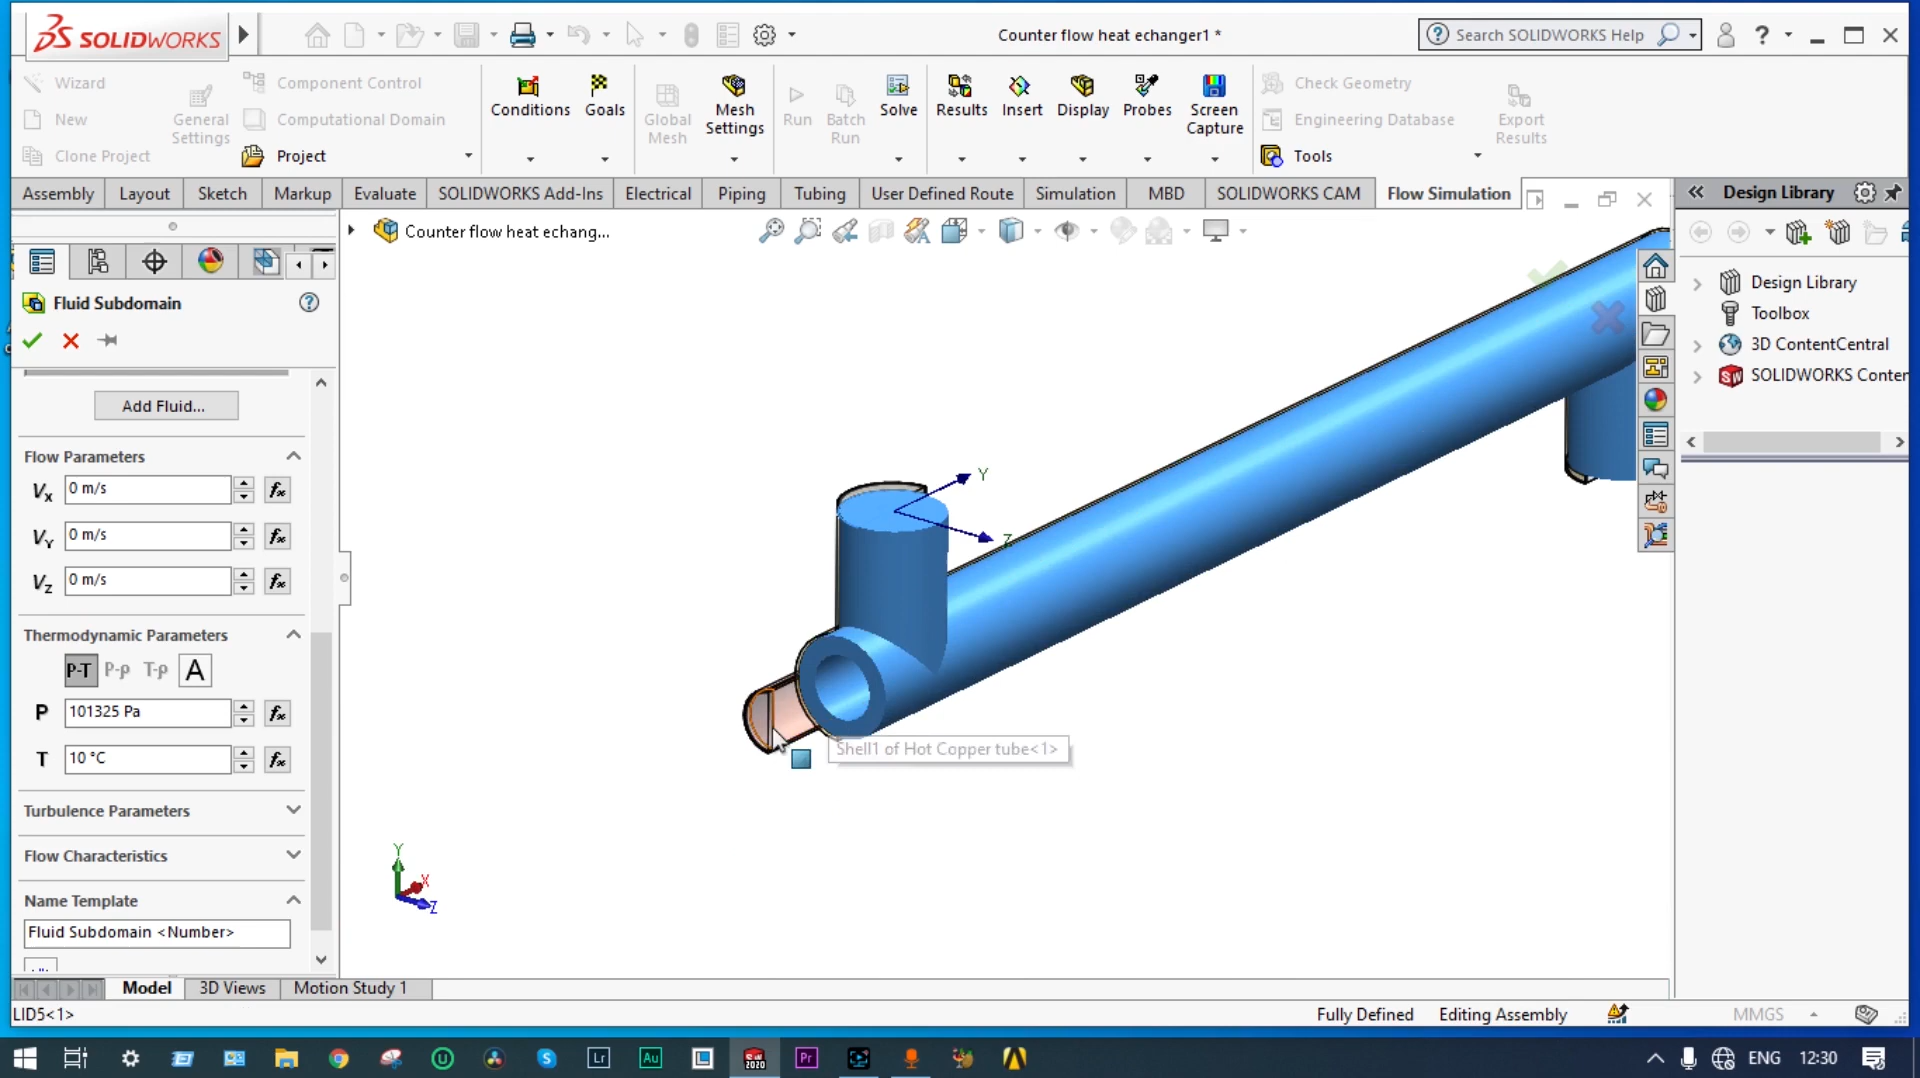 SOLIDWORKS
Counter flow heat echanger1 *
Search SOLIDWORKS Help
?
Wizard
Component Control
New
General Settings
Computational Domain
Clone Project
Project
Conditions
Goals
Global Mesh
Mesh Settings
Run
Batch Run
Solve
Results
Insert
Display
Probes
Screen Capture
Check Geometry
Engineering Database
Tools
Export Results
Assembly
Layout
Sketch
Markup
Evaluate
SOLIDWORKS Add-Ins
Electrical
Piping
Tubing
User Defined Route
Simulation
MBD
SOLIDWORKS CAM
Flow Simulation
Design Library
Counter flow heat echang...
Design Library
Toolbox
3D ContentCentral
SOLIDWORKS Conter
Fluid Subdomain
Add Fluid...
Flow Parameters
Vx 0 m/s
VY 0 m/s
Vz 0 m/s
Thermodynamic Parameters
P-T P-ρ T-ρ A
P 101325 Pa
T 10 °C
Turbulence Parameters
Flow Characteristics
Name Template
Fluid Subdomain <Number>
Y
Z
Shell1 of Hot Copper tube<1>
Y
X
Z
Model
3D Views
Motion Study 1
LID5<1>
Fully Defined
Editing Assembly
MMGS
Lr
Au
SW 2020
Pr
ENG
12:30